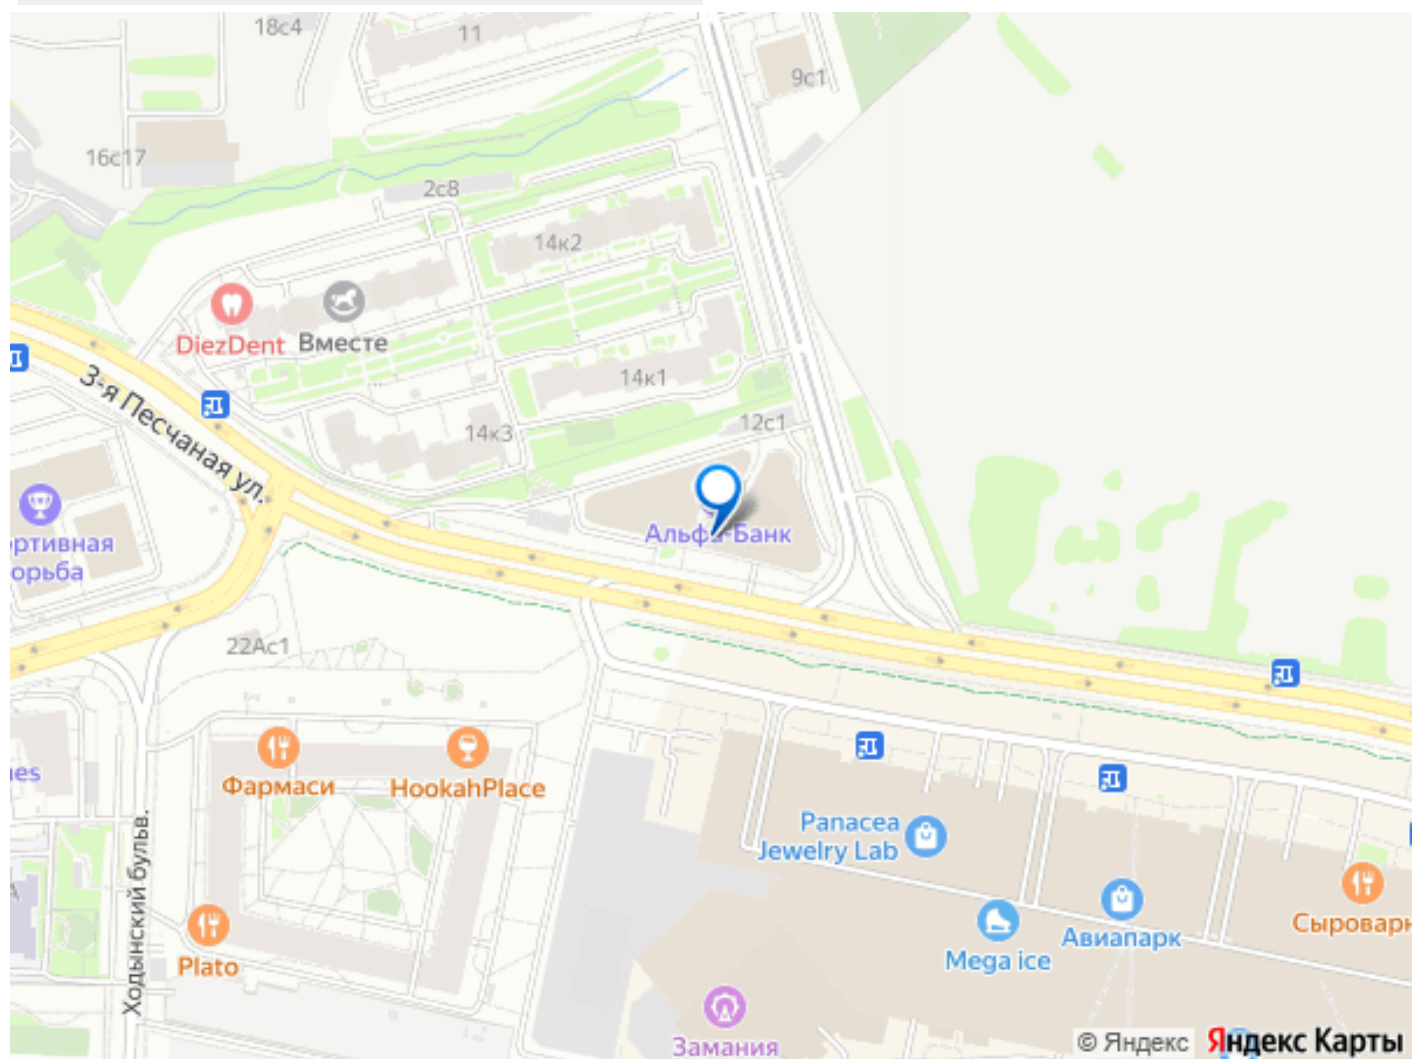 18с4
11
9с1
16с17
2с8
14к2
DiezDent
Вместе
14к1
3-я Песчаная ул.
14к3
12с1
Альфа-Банк
ортивная
орьба
22Ас1
Фармаси
HookahPlace
es
Panacea
Jewelry Lab
Ходынский бульв.
Plato
Mega ice
Авиапарк
Сыроварн
Замания
© Яндекс
Яндекс Карты